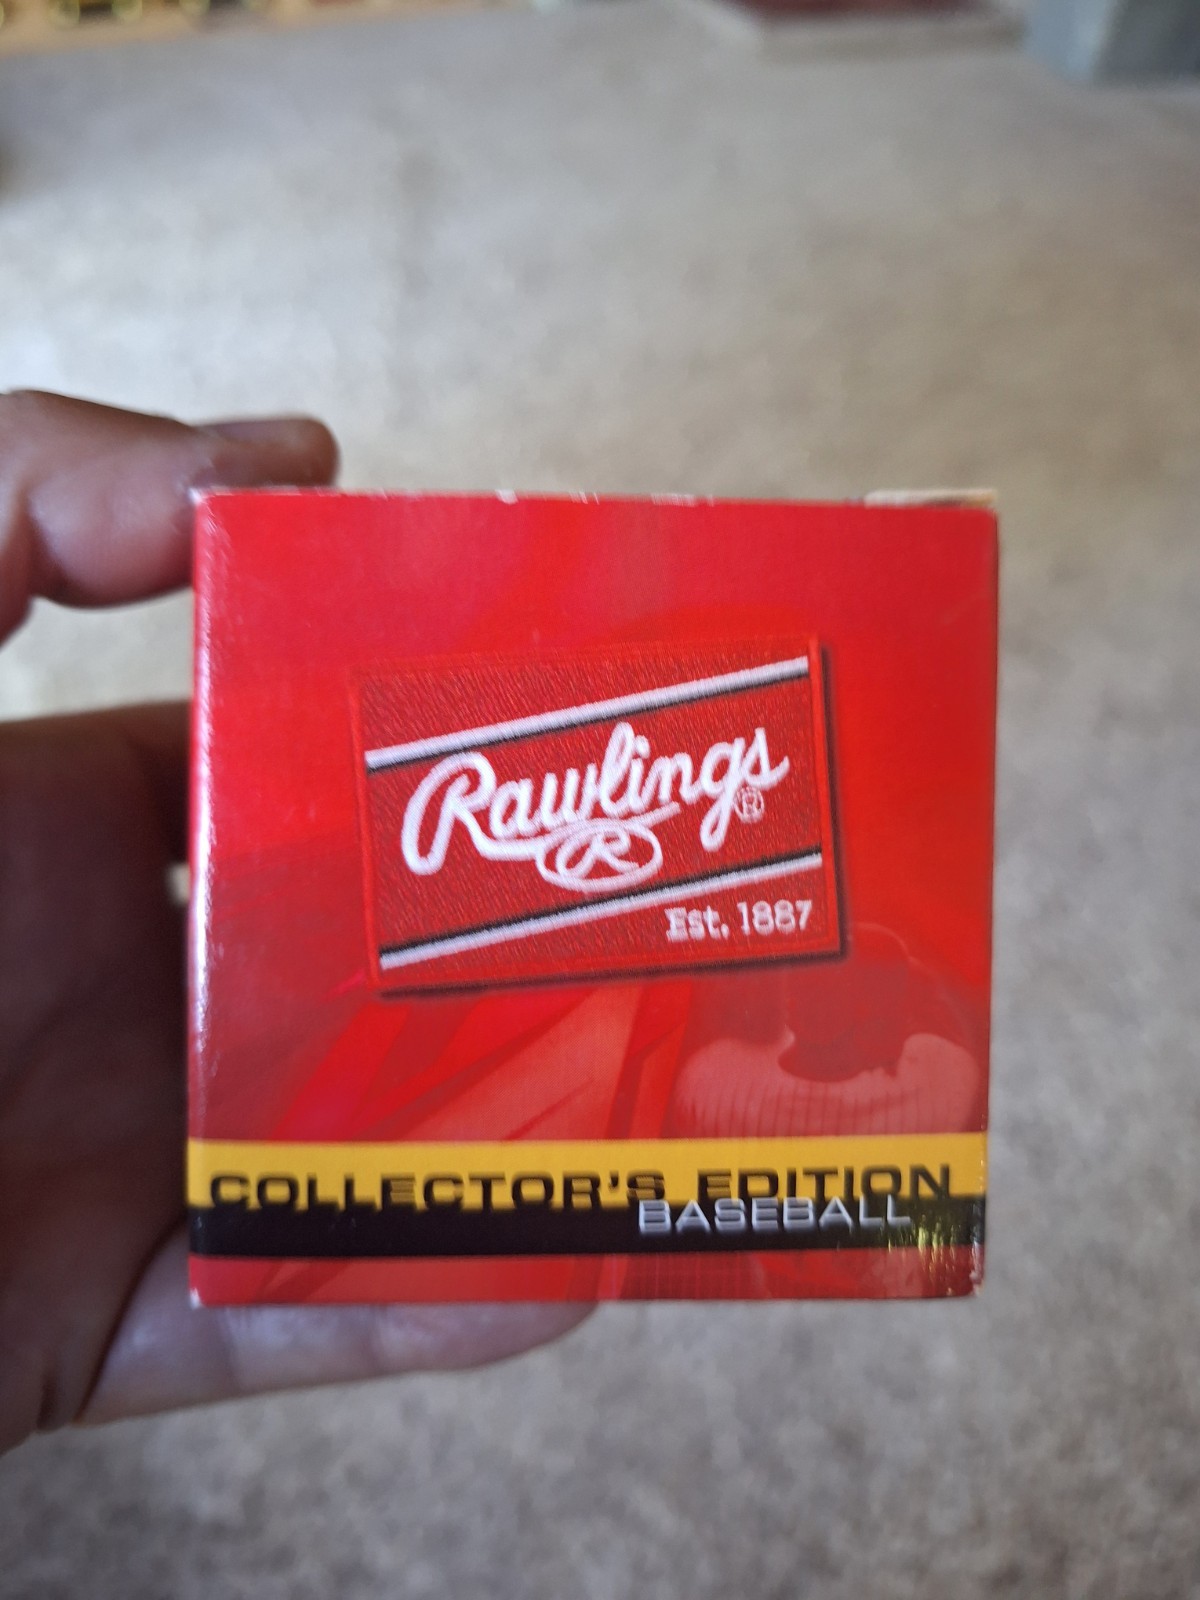 Rawlings®
R
Est. 1887
COLLECTOR'S EDITION
BASEBALL